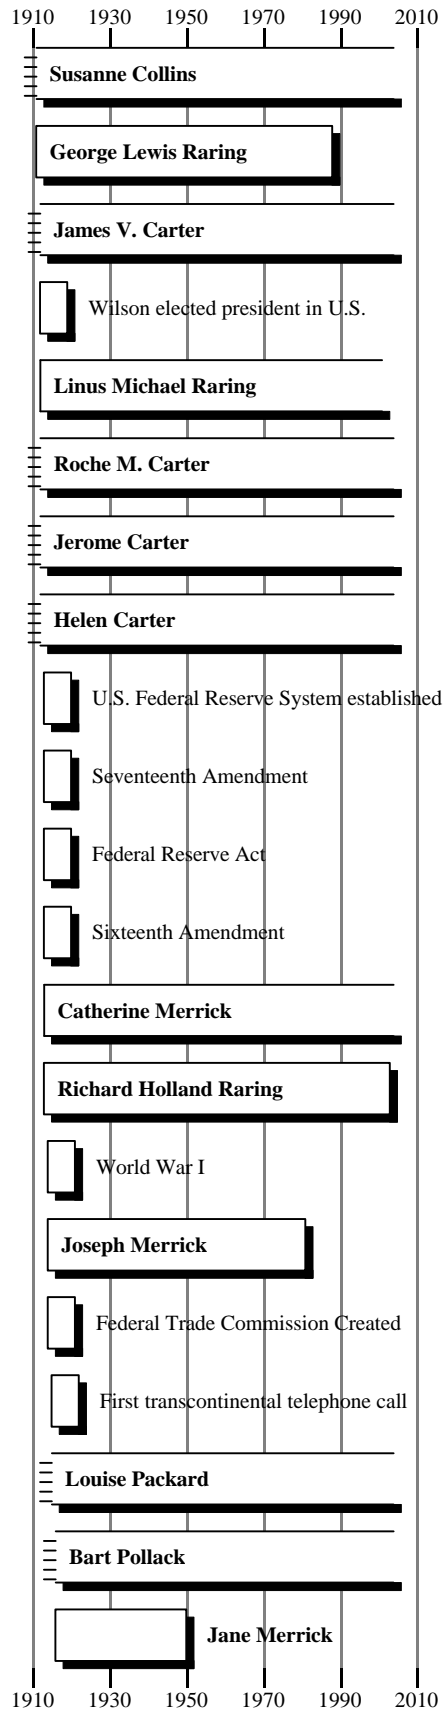 1910 1930 1950 1970 1990 2010
Susanne Collins
George Lewis Raring
James V. Carter
Wilson elected president in U.S.
Linus Michael Raring
Roche M. Carter
Jerome Carter
Helen Carter
U.S. Federal Reserve System established
Seventeenth Amendment
Federal Reserve Act
Sixteenth Amendment
Catherine Merrick
Richard Holland Raring
World War I
Joseph Merrick
Federal Trade Commission Created
First transcontinental telephone call
Louise Packard
Bart Pollack
Jane Merrick
1910 1930 1950 1970 1990 2010